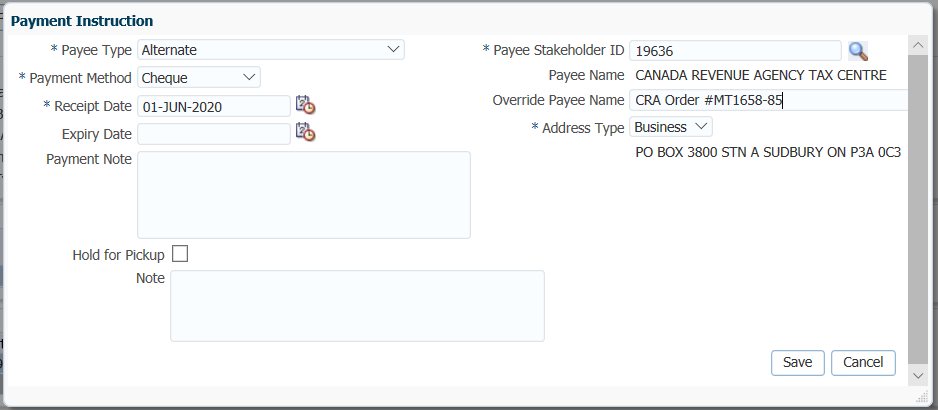 Payment Instruction
* Payee Type Alternate
* Payee Stakeholder ID 19636
* Payment Method Cheque
Payee Name CANADA REVENUE AGENCY TAX CENTRE
* Receipt Date 01-JUN-2020
Override Payee Name CRA Order #MT1658-85
Expiry Date
* Address Type Business
Payment Note
PO BOX 3800 STN A SUDBURY ON P3A 0C3
Hold for Pickup
Note
Save Cancel